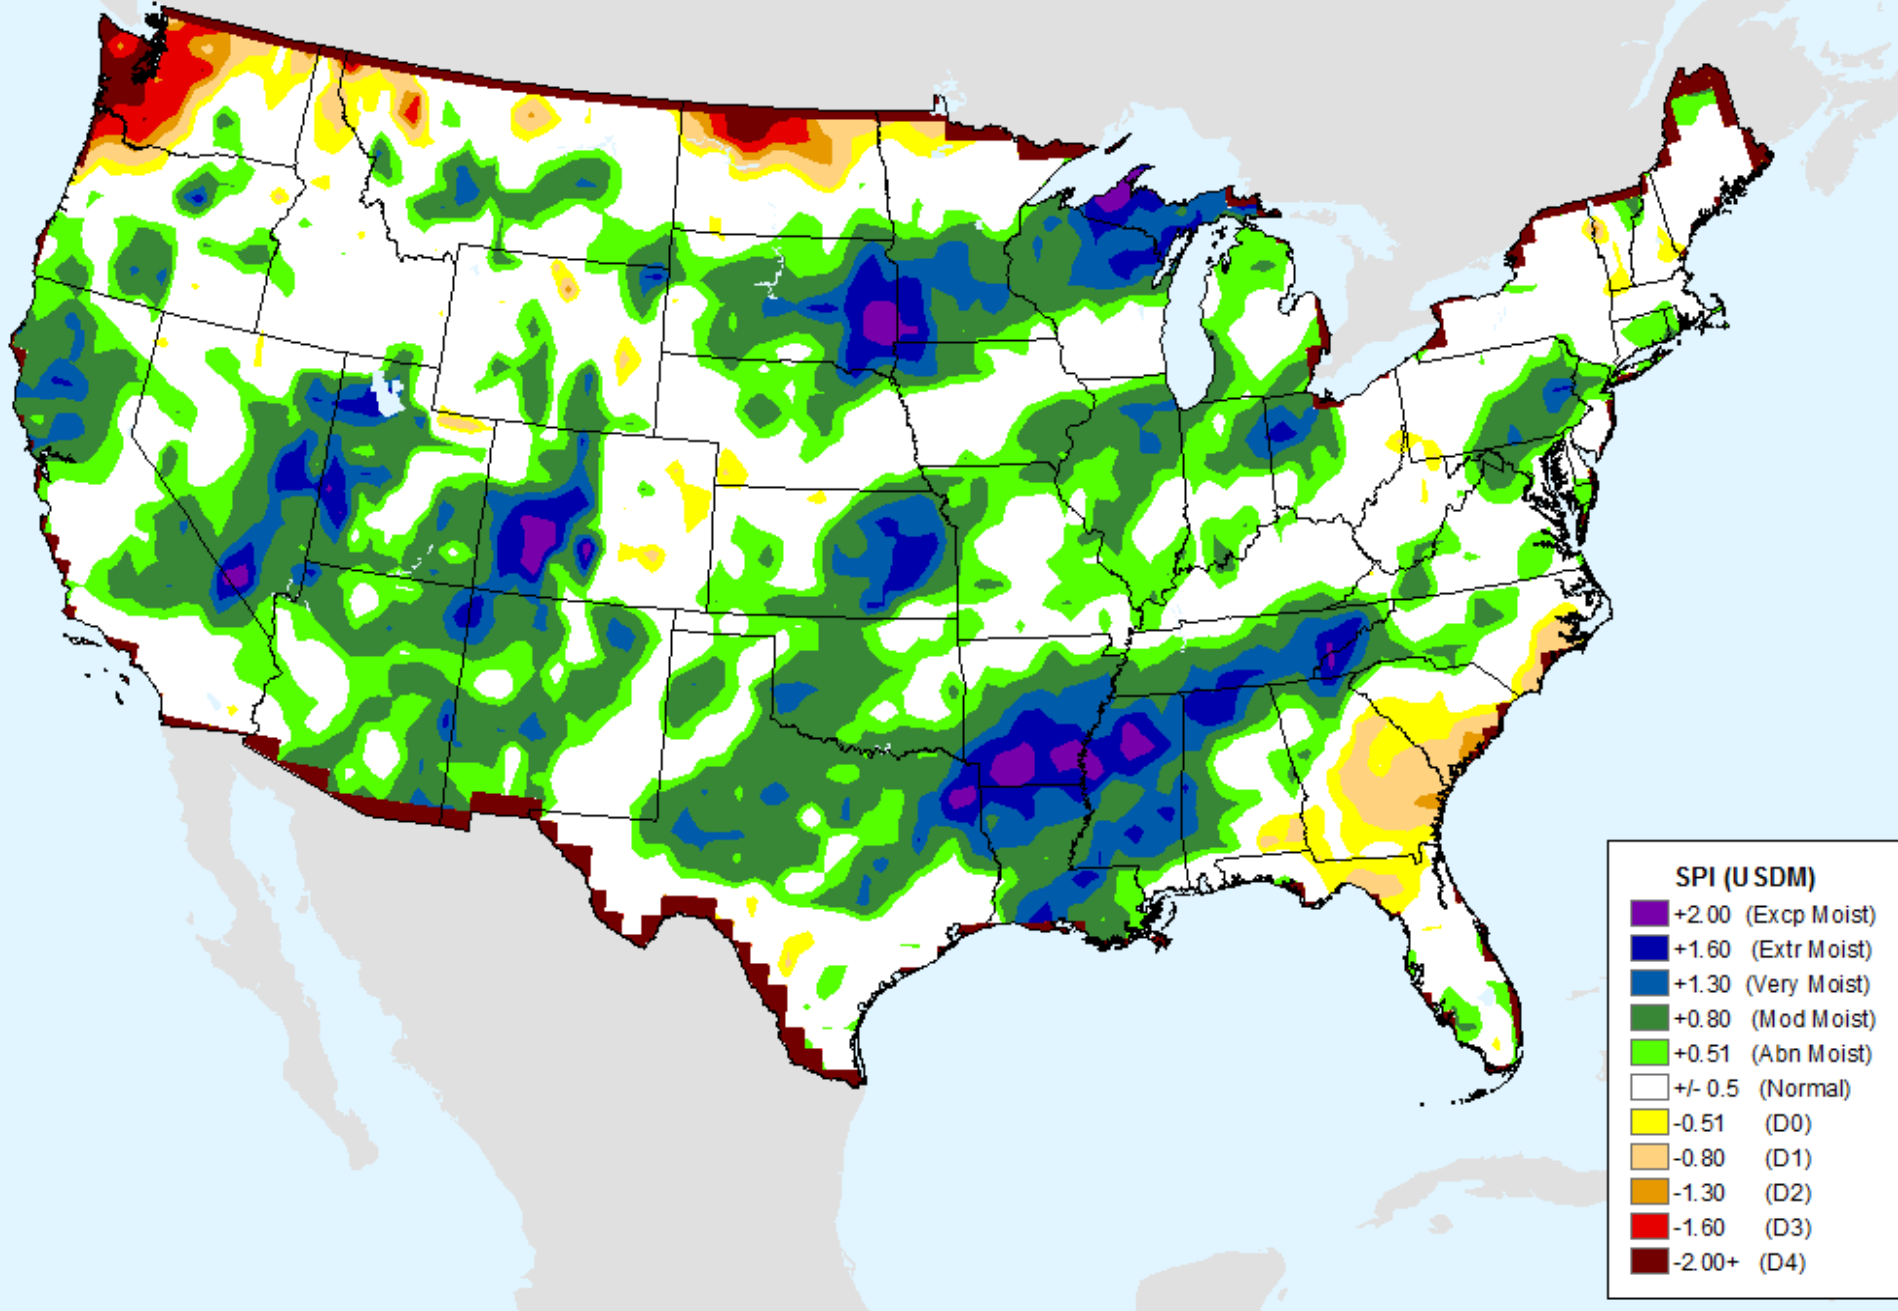 SPI (USDM)
+2.00 (Excp Moist)
+1.60 (Extr Moist)
+1.30 (Very Moist)
+0.80 (Mod Moist)
+0.51 (Abn Moist)
+/- 0.5 (Normal)
-0.51 (D0)
-0.80 (D1)
-1.30 (D2)
-1.60 (D3)
-2.00+ (D4)